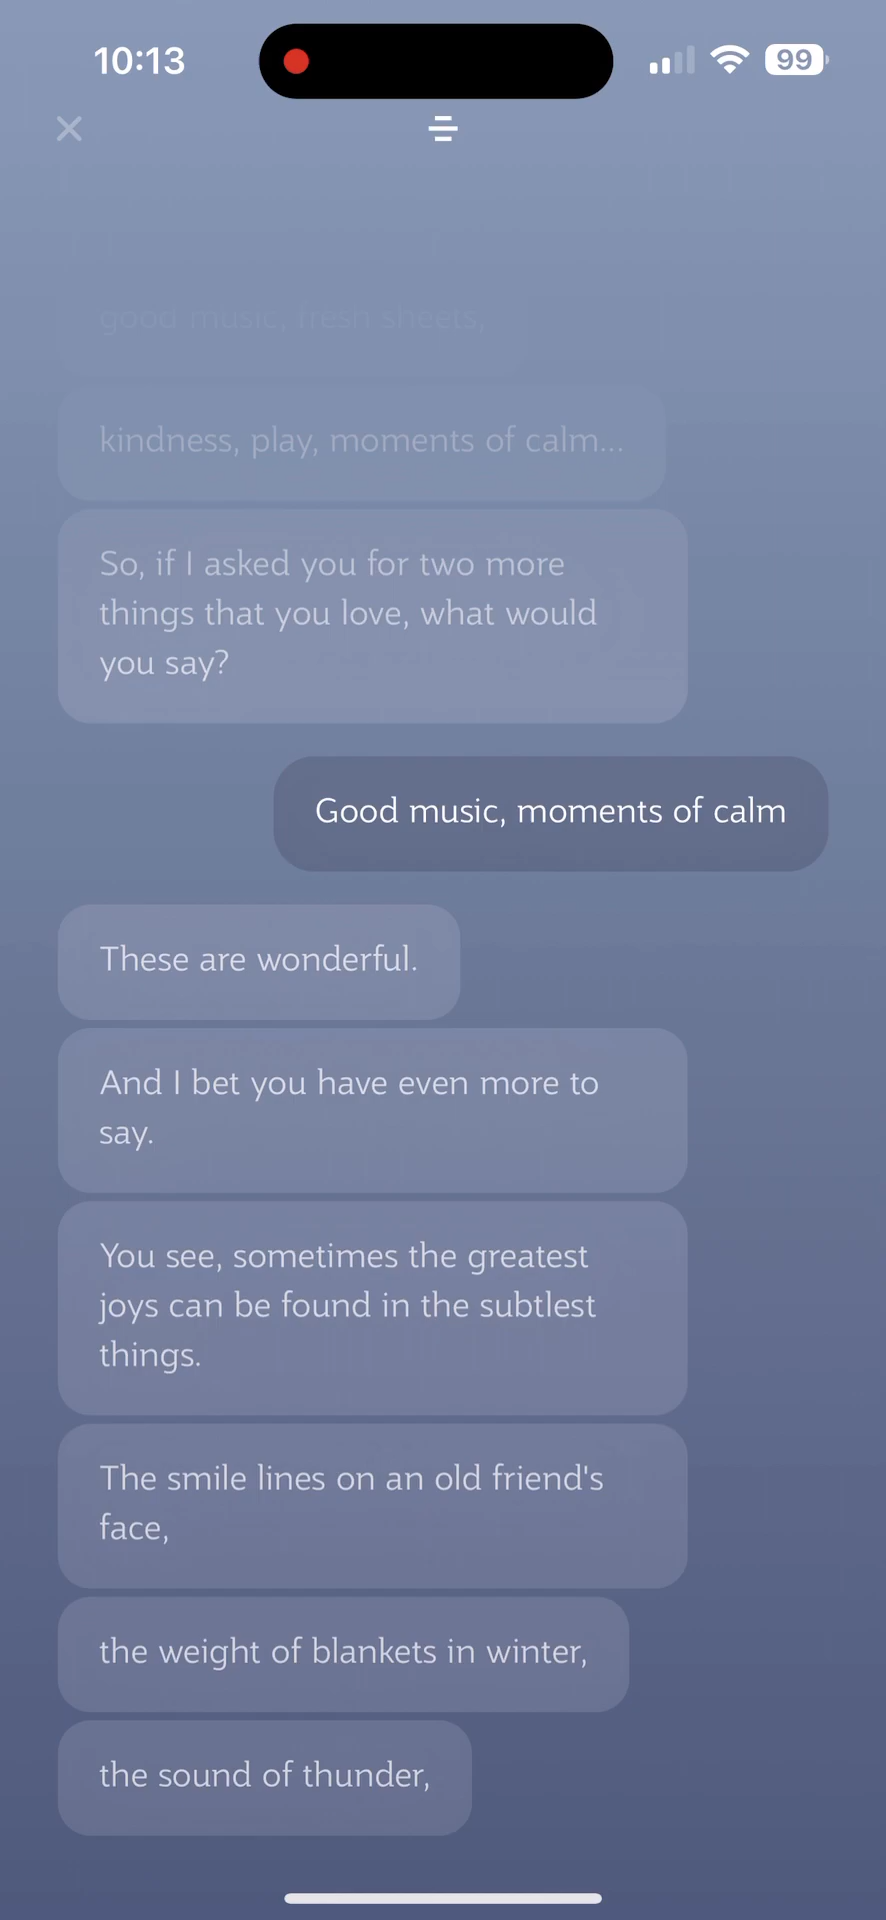 10:13
99
good music, fresh sheets,
kindness, play, moments of calm...
So, if I asked you for two more
things that you love, what would
you say?
Good music, moments of calm
These are wonderful.
And I bet you have even more to
say.
You see, sometimes the greatest
joys can be found in the subtlest
things.
The smile lines on an old friend's
face,
the weight of blankets in winter,
the sound of thunder,